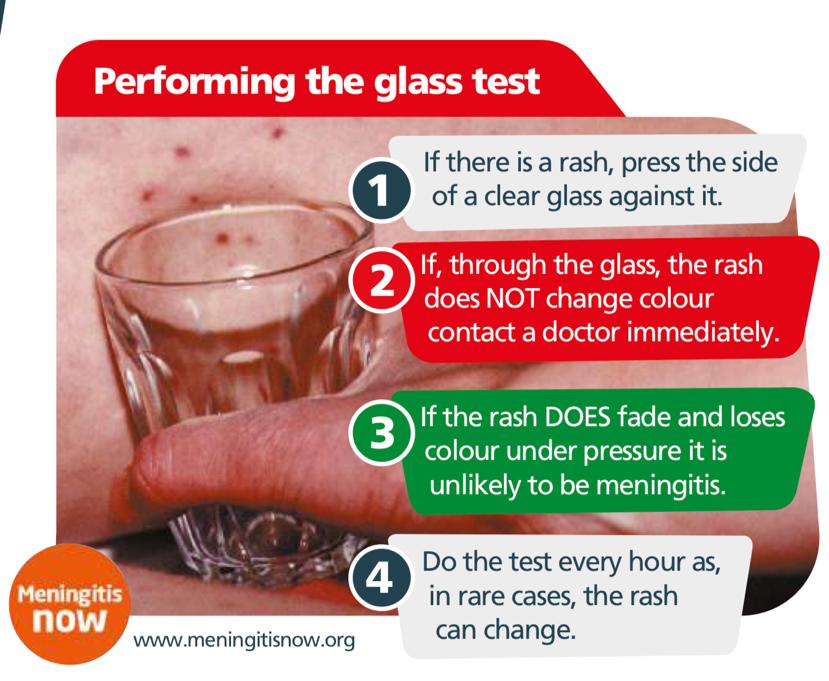 Performing the glass test
1
If there is a rash, press the side
of a clear glass against it.
2
If, through the glass, the rash
does NOT change colour
contact a doctor immediately.
3
If the rash DOES fade and loses
colour under pressure it is
unlikely to be meningitis.
4
Do the test every hour as,
in rare cases, the rash
can change.
Meningitis
now
www.meningitisnow.org